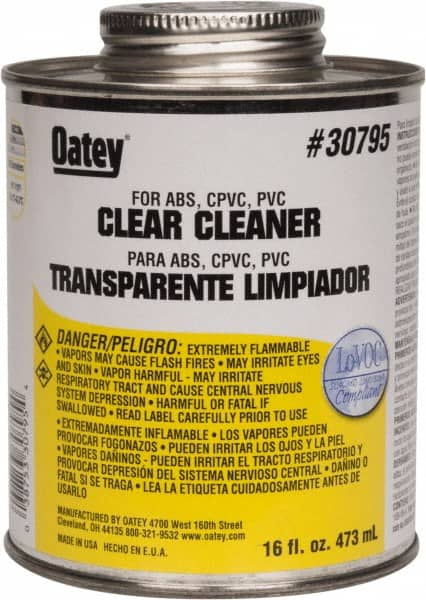 Oatey®
#30795
FOR ABS, CPVC, PVC
CLEAR CLEANER
PARA ABS, CPVC, PVC
TRANSPARENTE LIMPIADOR
DANGER/PELIGRO: EXTREMELY FLAMMABLE
• VAPORS MAY CAUSE FLASH FIRES • MAY IRRITATE EYES
AND SKIN • VAPOR HARMFUL - MAY IRRITATE
RESPIRATORY TRACT AND CAUSE CENTRAL NERVOUS
SYSTEM DEPRESSION • HARMFUL OR FATAL IF
SWALLOWED • READ LABEL CAREFULLY PRIOR TO USE
• EXTREMADAMENTE INFLAMABLE • LOS VAPORES PUEDEN
PROVOCAR FOGONAZOS • PUEDEN IRRITAR LOS OJOS Y LA PIEL
• VAPORES DAÑINOS - PUEDEN IRRITAR EL TRACTO RESPIRATORIO Y
PROVOCAR DEPRESIÓN DEL SISTEMA NERVIOSO CENTRAL • DAÑINO O
FATAL SI SE TRAGA • LEA LA ETIQUETA CUIDADOSAMENTE ANTES DE
USARLO
LoVOC
Compliant
MANUFACTURED BY OATEY 4700 West 160th Street
Cleveland, OH 44135 800-321-9532 www.oatey.com
MADE IN USA HECHO EN E.U.A.
16 fl. oz. 473 mL